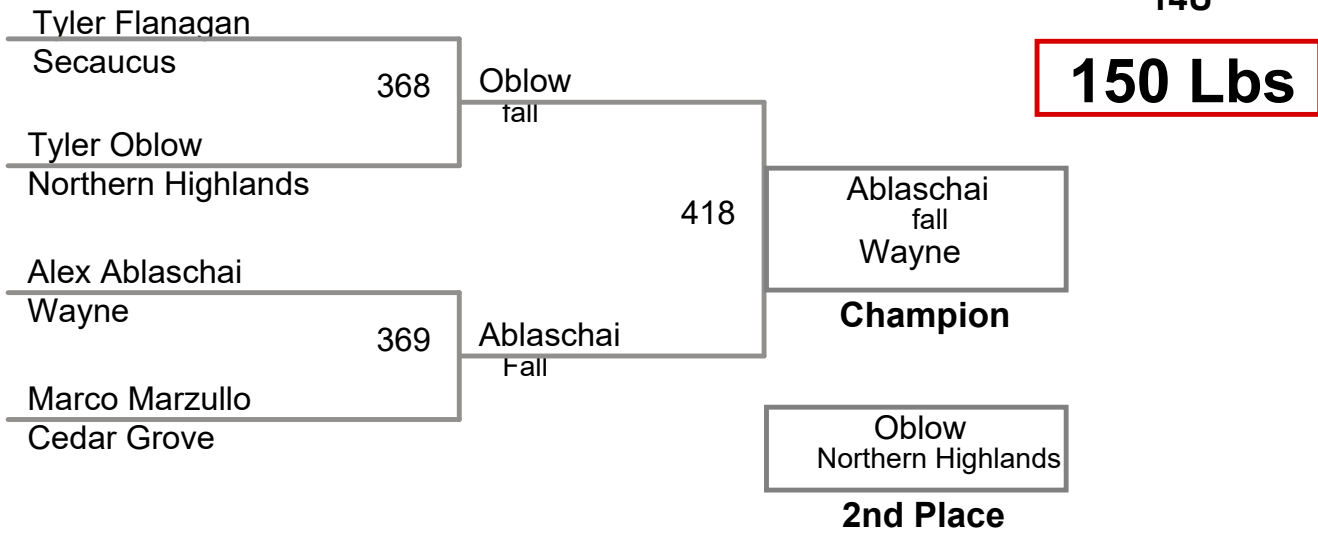 14U
150 Lbs
Tyler Flanagan
Secaucus
368
Oblow
fall
Tyler Oblow
Northern Highlands
418
Ablaschai
fall
Wayne
Champion
Alex Ablaschai
Wayne
369
Ablaschai
Fall
Marco Marzullo
Cedar Grove
Oblow
Northern Highlands
2nd Place